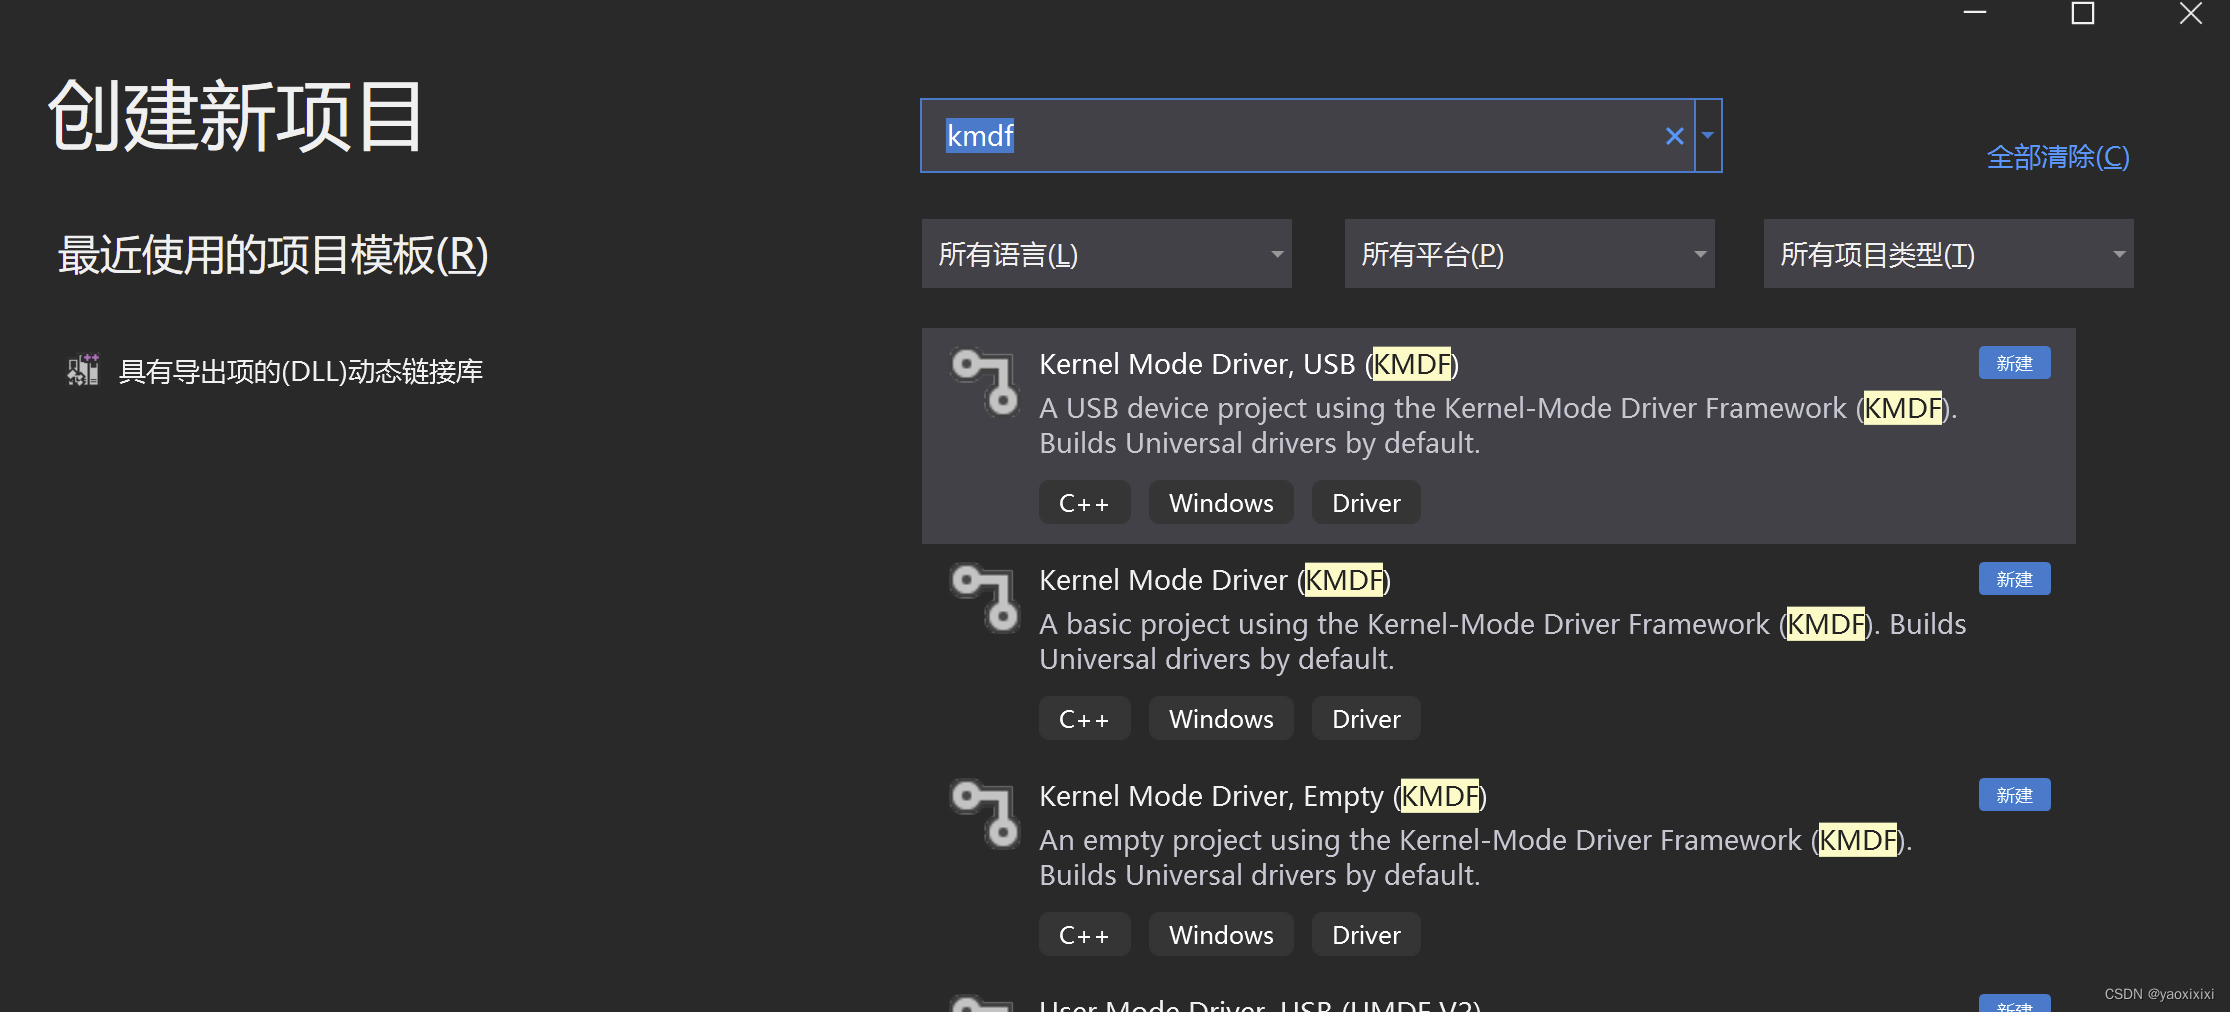 创建新项目
kmdf
全部清除(C)
最近使用的项目模板(R)
所有语言(L)
所有平台(P)
所有项目类型(T)
具有导出项的(DLL)动态链接库
Kernel Mode Driver, USB (KMDF)
新建
A USB device project using the Kernel-Mode Driver Framework (KMDF).
Builds Universal drivers by default.
C++
Windows
Driver
Kernel Mode Driver (KMDF)
新建
A basic project using the Kernel-Mode Driver Framework (KMDF). Builds
Universal drivers by default.
C++
Windows
Driver
Kernel Mode Driver, Empty (KMDF)
新建
An empty project using the Kernel-Mode Driver Framework (KMDF).
Builds Universal drivers by default.
C++
Windows
Driver
User Mode Driver, USB (UMDF V2)
新建
CSDN @yaoxixixi